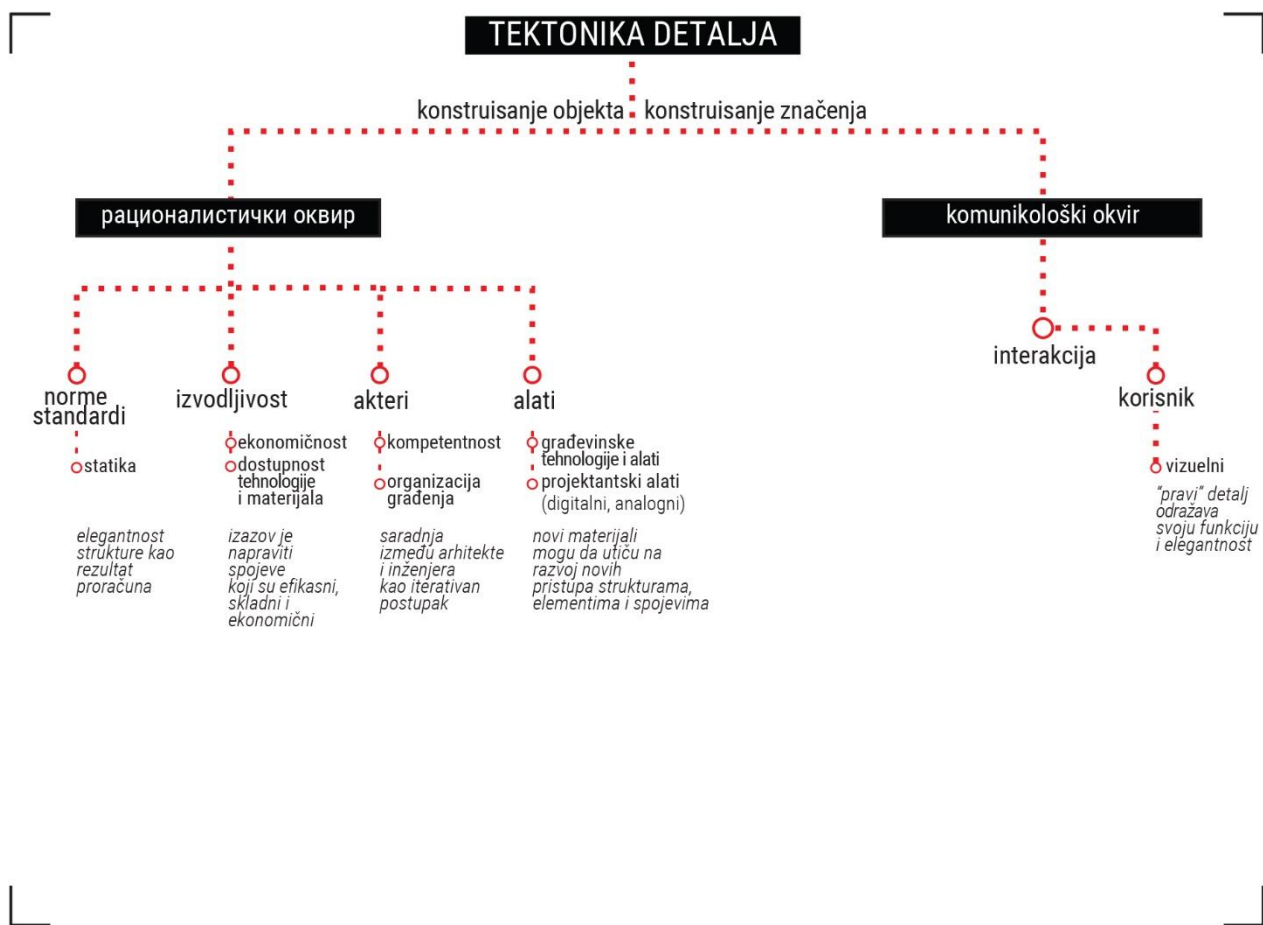 TEKTONIKA DETALJA
konstruisanje objekta
konstruisanje značenja
рационалистички оквир
komunikološki okvir
norme
standardi
statika
elegantnost
strukture kao
rezultat
proračuna
izvodljivost
ekonomičnost
dostupnost
tehnologije
i materijala
izazov je
napraviti
spojeve
koji su efikasni,
skladni i
ekonomični
akteri
kompetentnost
organizacija
građenja
saradnja
između arhitekte
i inženjera
kao iterativan
postupak
alati
građevinske
tehnologije i alati
projektantski alati
(digitalni, analogni)
novi materijali
mogu da utiču na
razvoj novih
pristupa strukturama,
elementima i spojevima
interakcija
korisnik
vizuelni
"pravi" detalj
odražava
svoju funkciju
i elegantnost